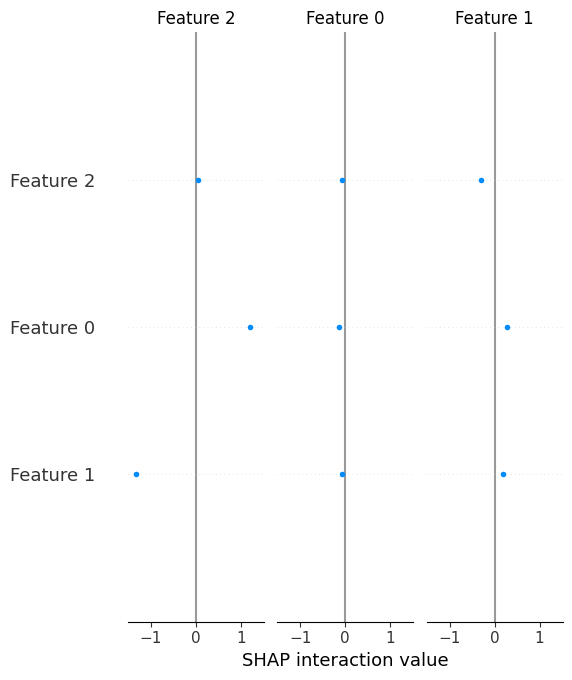 Feature 2 Feature 0 Feature 1
Feature 2
Feature 0
Feature 1
−1 0 1 −1 0 1 −1 0 1
SHAP interaction value